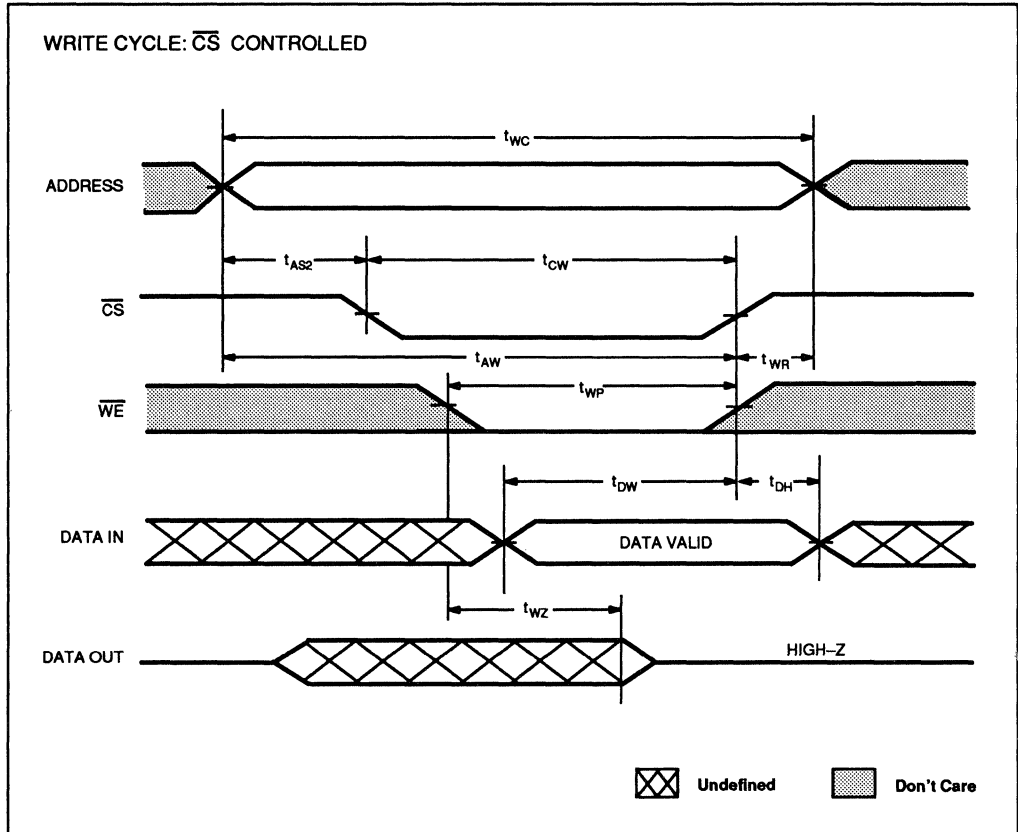 WRITE CYCLE: CS CONTROLLED
tWC
ADDRESS
tAS2
tCW
CS
tAW
tWR
tWP
WE
tDW
tDH
DATA IN
DATA VALID
tWZ
DATA OUT
HIGH–Z
Undefined
Don't Care